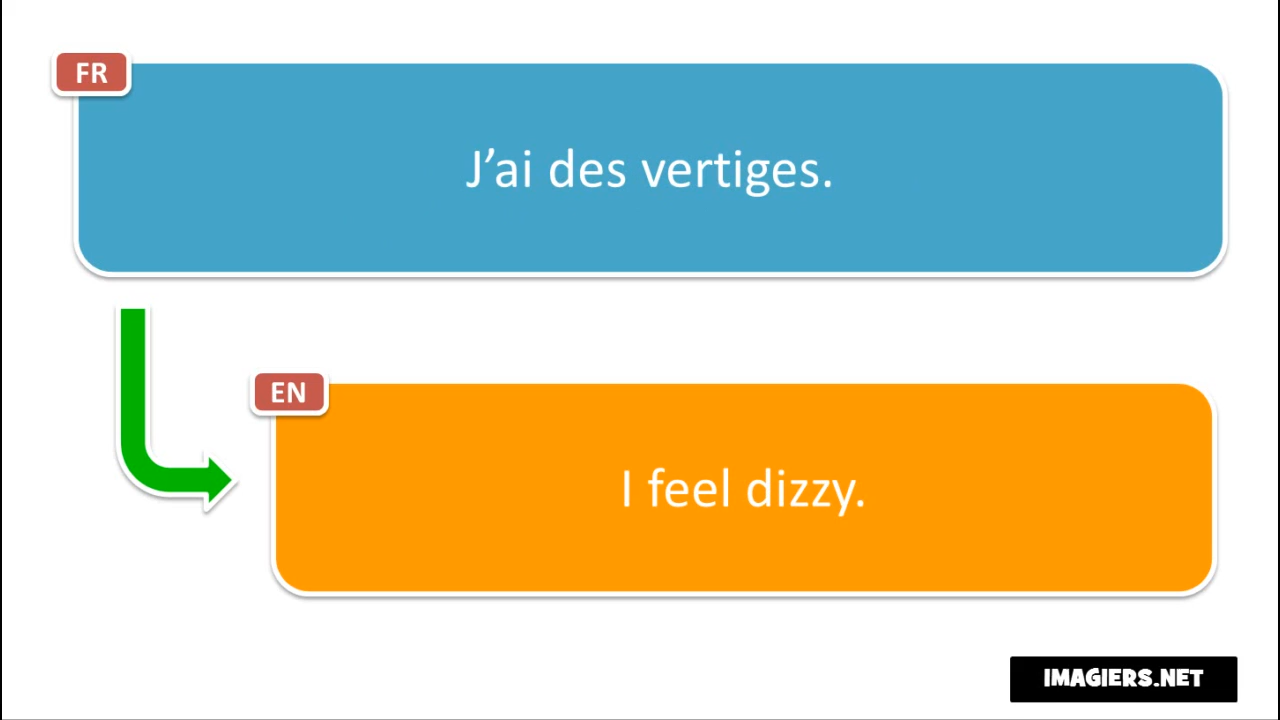 FR
J’ai des vertiges.
EN
I feel dizzy.
IMAGIERS.NET